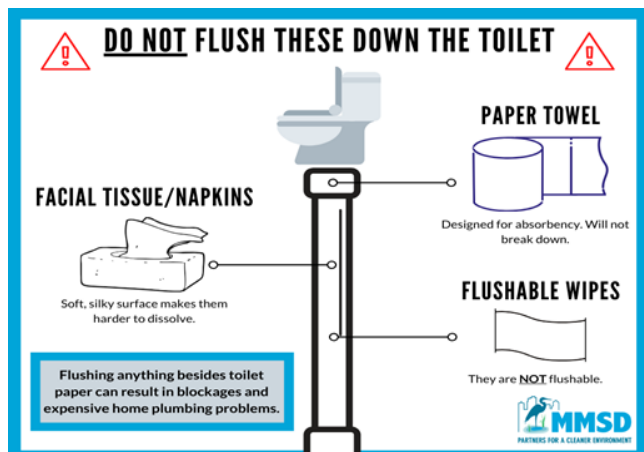 DO NOT FLUSH THESE DOWN THE TOILET
PAPER TOWEL
Designed for absorbency. Will not
break down.
FACIAL TISSUE/NAPKINS
Soft, silky surface makes them
harder to dissolve.
FLUSHABLE WIPES
They are NOT flushable.
Flushing anything besides toilet
paper can result in blockages and
expensive home plumbing problems.
MMSD
PARTNERS FOR A CLEANER ENVIRONMENT